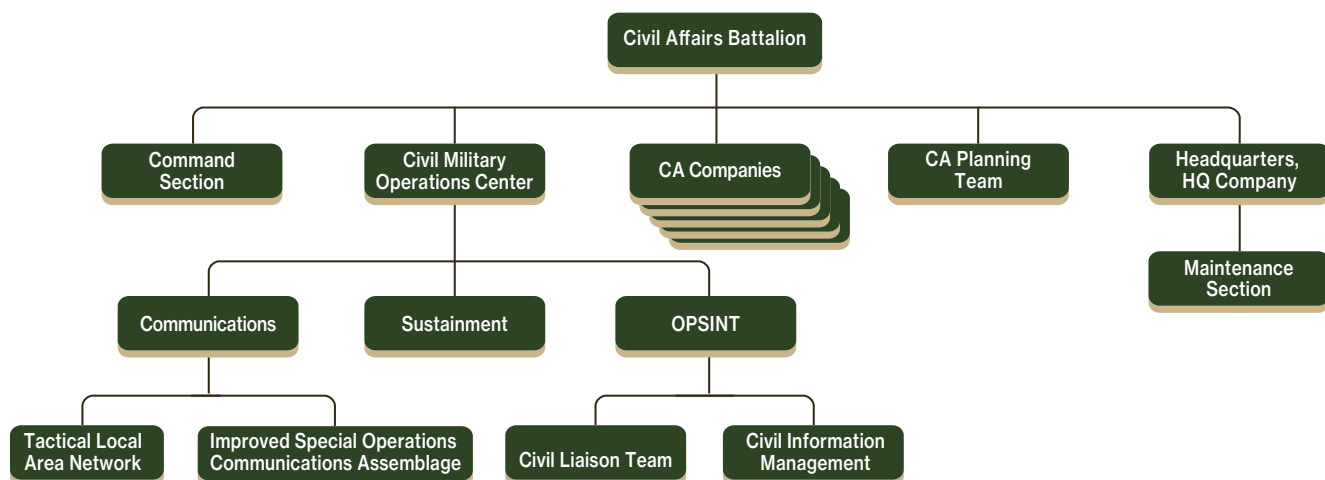 Civil Affairs Battalion
Command
Section
Civil Military
Operations Center
CA Companies
CA Planning
Team
Headquarters,
HQ Company
Maintenance
Section
Communications
Sustainment
OPSINT
Tactical Local
Area Network
Improved Special Operations
Communications Assemblage
Civil Liaison Team
Civil Information
Management